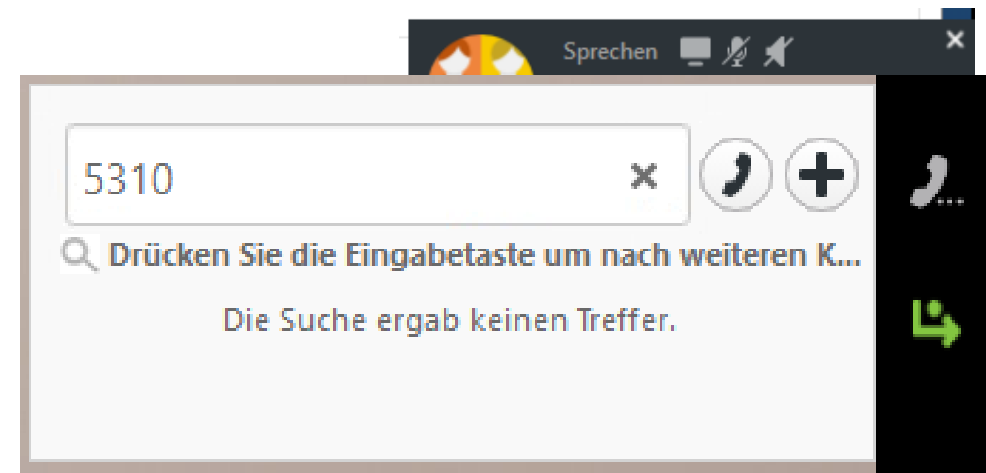 Sprechen
5310
Drücken Sie die Eingabetaste um nach weiteren K...
Die Suche ergab keinen Treffer.